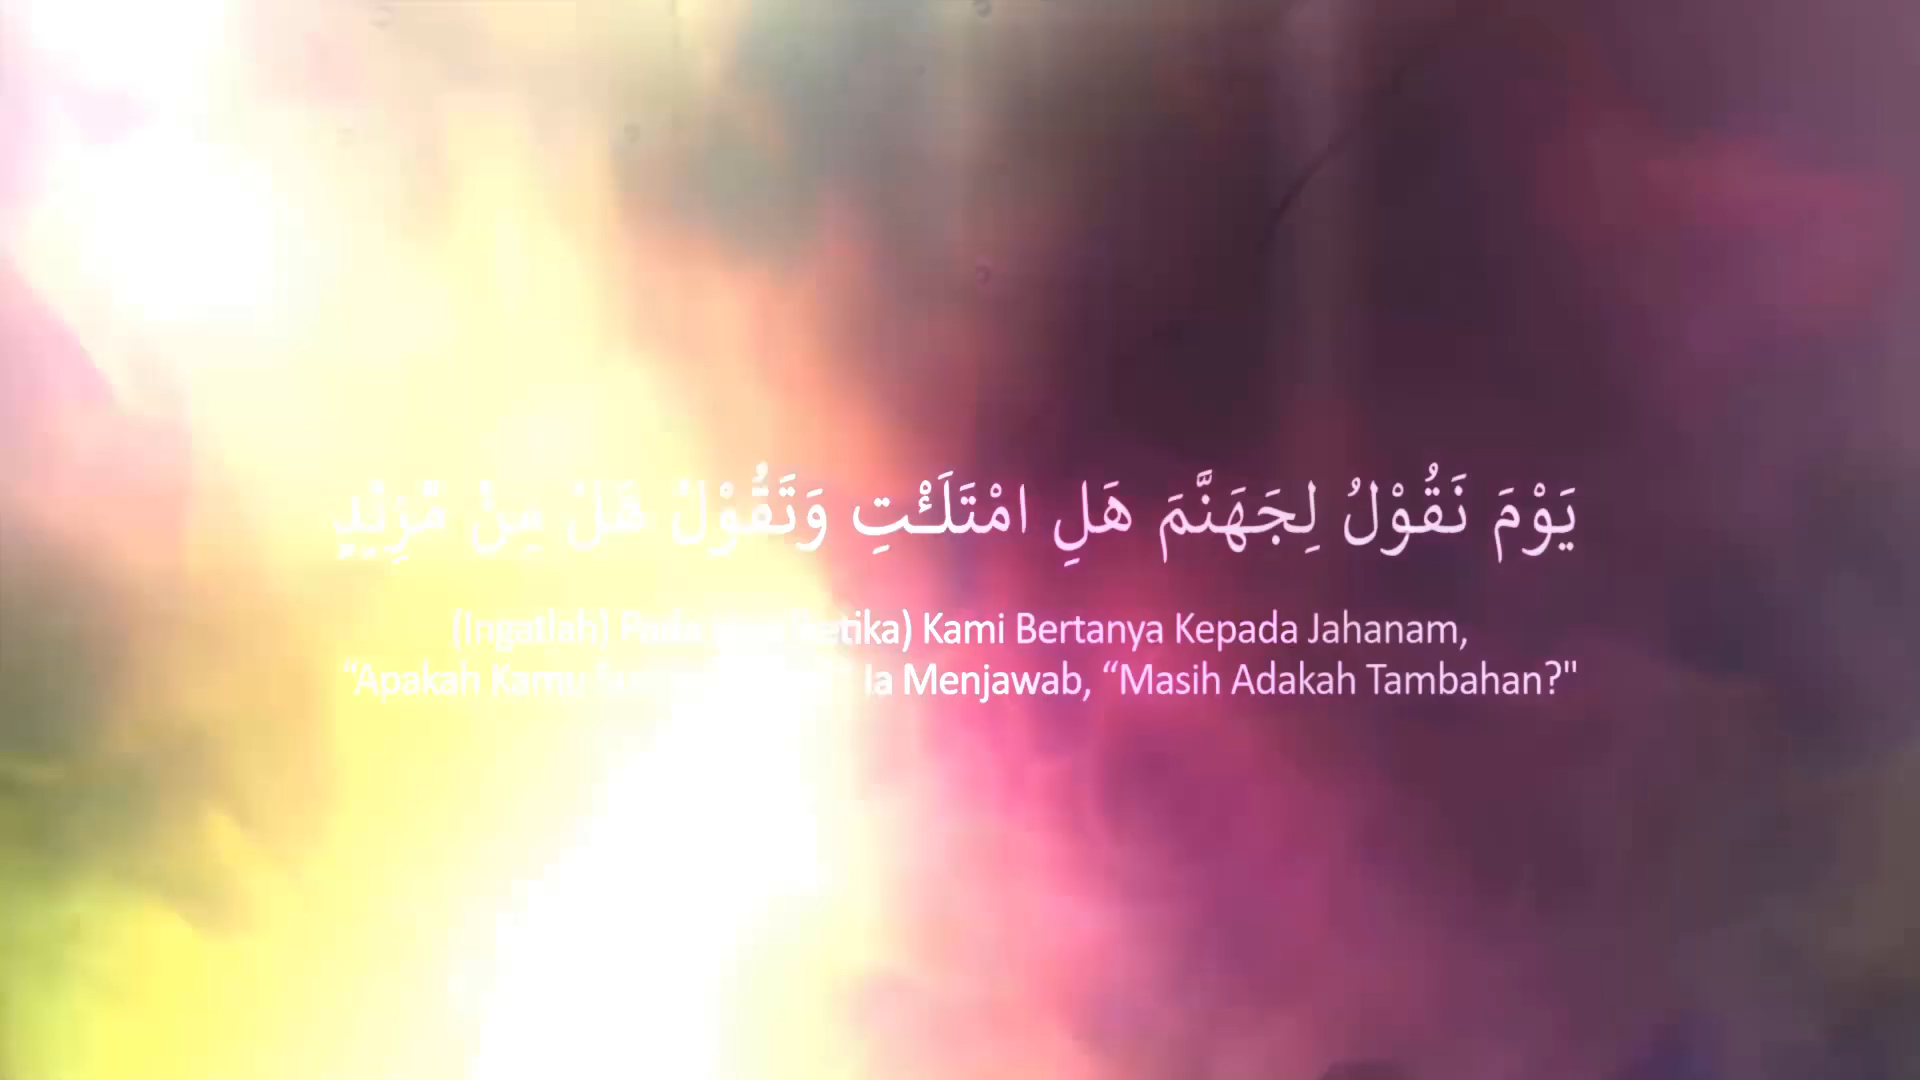 يَوْمَ نَقُوْلُ لِجَهَنَّمَ هَلِ امْتَلَـْٔتِ وَتَقُوْلُ هَلْ مِنْ مَّزِيْدٍ
(Ingatlah) Pada ketika) Kami Bertanya Kepada Jahanam,
“Apakah Kamu Ia Menjawab, “Masih Adakah Tambahan?"